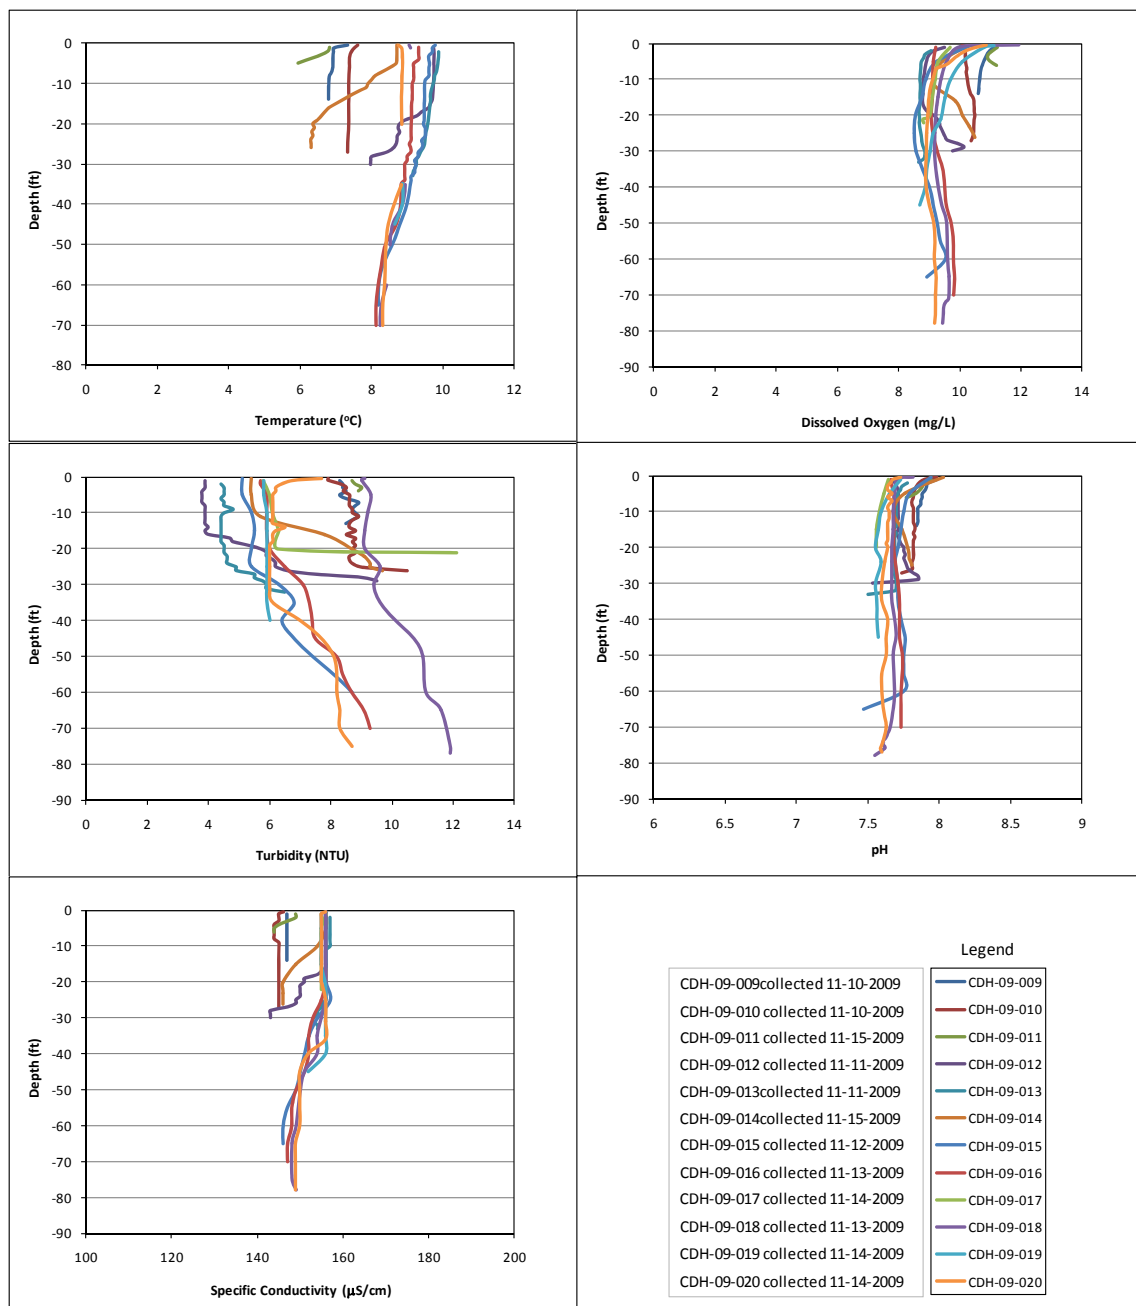 0
-10
-20
-30
-40
-50
-60
-70
-80
Depth (ft)
0 2 4 6 8 10 12
Temperature (ºC)
0
-10
-20
-30
-40
-50
-60
-70
-80
-90
Depth (ft)
0 2 4 6 8 10 12 14
Dissolved Oxygen (mg/L)
0
-10
-20
-30
-40
-50
-60
-70
-80
-90
Depth (ft)
0 2 4 6 8 10 12 14
Turbidity (NTU)
0
-10
-20
-30
-40
-50
-60
-70
-80
-90
Depth (ft)
6 6.5 7 7.5 8 8.5 9
pH
0
-10
-20
-30
-40
-50
-60
-70
-80
-90
Depth (ft)
100 120 140 160 180 200
Specific Conductivity (µS/cm)
Legend
CDH-09-009collected 11-10-2009
CDH-09-010 collected 11-10-2009
CDH-09-011 collected 11-15-2009
CDH-09-012 collected 11-11-2009
CDH-09-013collected 11-11-2009
CDH-09-014collected 11-15-2009
CDH-09-015 collected 11-12-2009
CDH-09-016 collected 11-13-2009
CDH-09-017 collected 11-14-2009
CDH-09-018 collected 11-13-2009
CDH-09-019 collected 11-14-2009
CDH-09-020 collected 11-14-2009
CDH-09-009
CDH-09-010
CDH-09-011
CDH-09-012
CDH-09-013
CDH-09-014
CDH-09-015
CDH-09-016
CDH-09-017
CDH-09-018
CDH-09-019
CDH-09-020